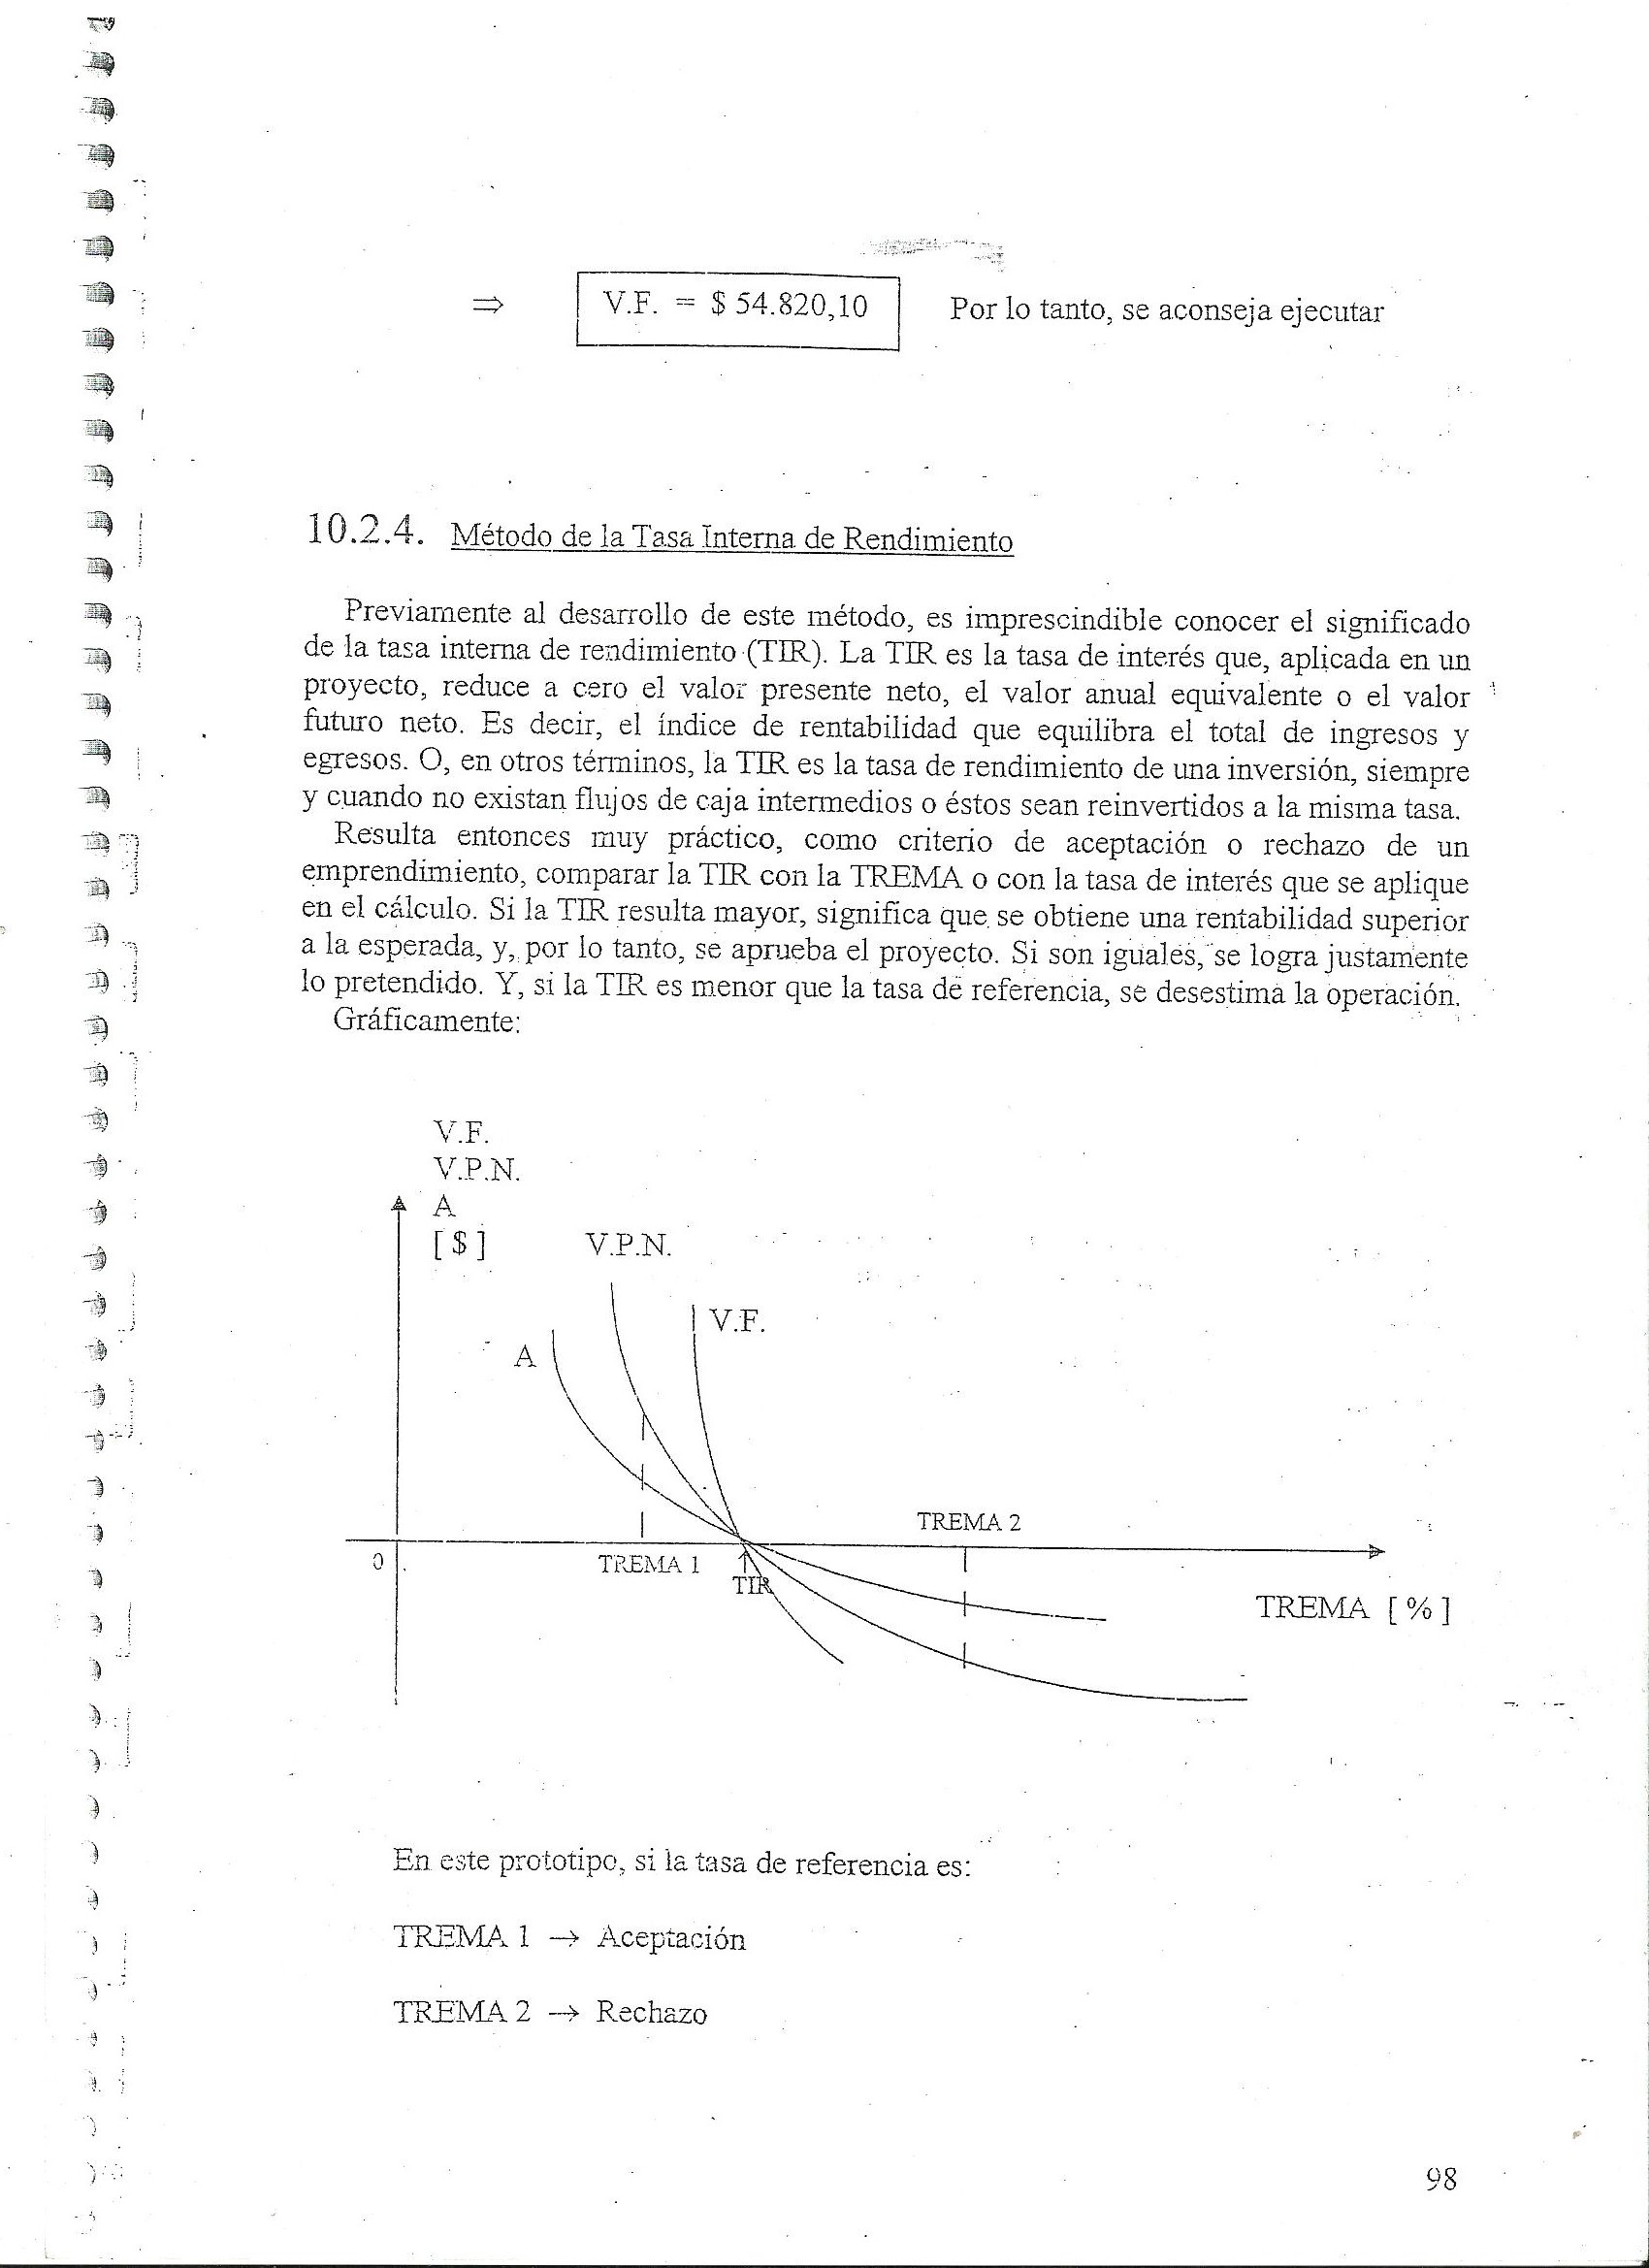 ⇒ V.F. = $ 54.820,10 Por lo tanto, se aconseja ejecutar
10.2.4. Método de la Tasa Interna de Rendimiento
Previamente al desarrollo de este método, es imprescindible conocer el significado
de la tasa interna de rendimiento (TIR). La TIR es la tasa de interés que, aplicada en un
proyecto, reduce a cero el valor presente neto, el valor anual equivalente o el valor
futuro neto. Es decir, el índice de rentabilidad que equilibra el total de ingresos y
egresos. O, en otros términos, la TIR es la tasa de rendimiento de una inversión, siempre
y cuando no existan flujos de caja intermedios o éstos sean reinvertidos a la misma tasa.
Resulta entonces muy práctico, como criterio de aceptación o rechazo de un
emprendimiento, comparar la TIR con la TREMA o con la tasa de interés que se aplique
en el cálculo. Si la TIR resulta mayor, significa que se obtiene una rentabilidad superior
a la esperada, y, por lo tanto, se aprueba el proyecto. Si son iguales, se logra justamente
lo pretendido. Y, si la TIR es menor que la tasa de referencia, se desestima la operación.
Gráficamente:
V.F.
V.P.N.
A
[ $ ]
V.P.N.
V.F.
A
TREMA 2
0
TREMA 1
TIR
TREMA [ % ]
En este prototipo, si la tasa de referencia es:
TREMA 1 → Aceptación
TREMA 2 → Rechazo
98